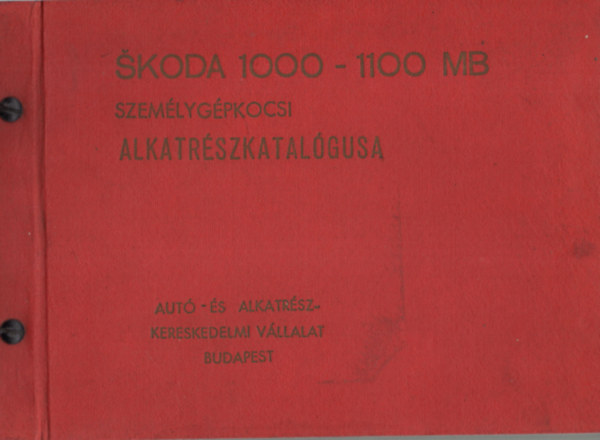 ŠKODA 1000 - 1100 MB
SZEMÉLYGÉPKOCSI
ALKATRÉSZKATALÓGUSA
AUTÓ - ÉS ALKATRÉSZ-
KERESKEDELMI VÁLLALAT
BUDAPEST